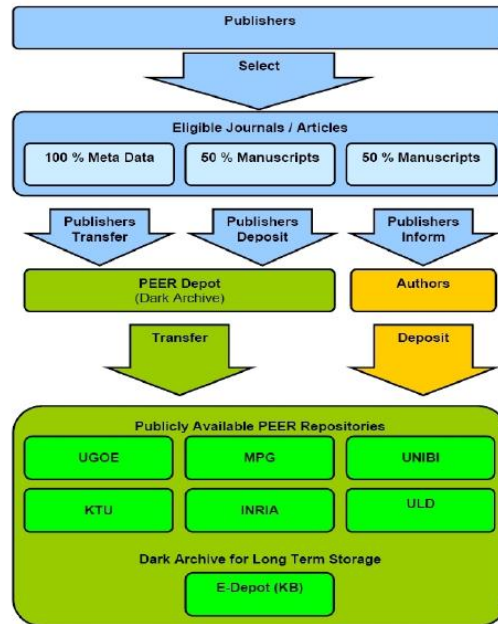 Publishers
Select
Eligible Journals / Articles
100 % Meta Data
50 % Manuscripts
50 % Manuscripts
Publishers
Transfer
Publishers
Deposit
Publishers
Inform
PEER Depot
(Dark Archive)
Authors
Transfer
Deposit
Publicly Available PEER Repositories
UGOE
MPG
UNIBI
KTU
INRIA
ULD
Dark Archive for Long Term Storage
E-Depot (KB)